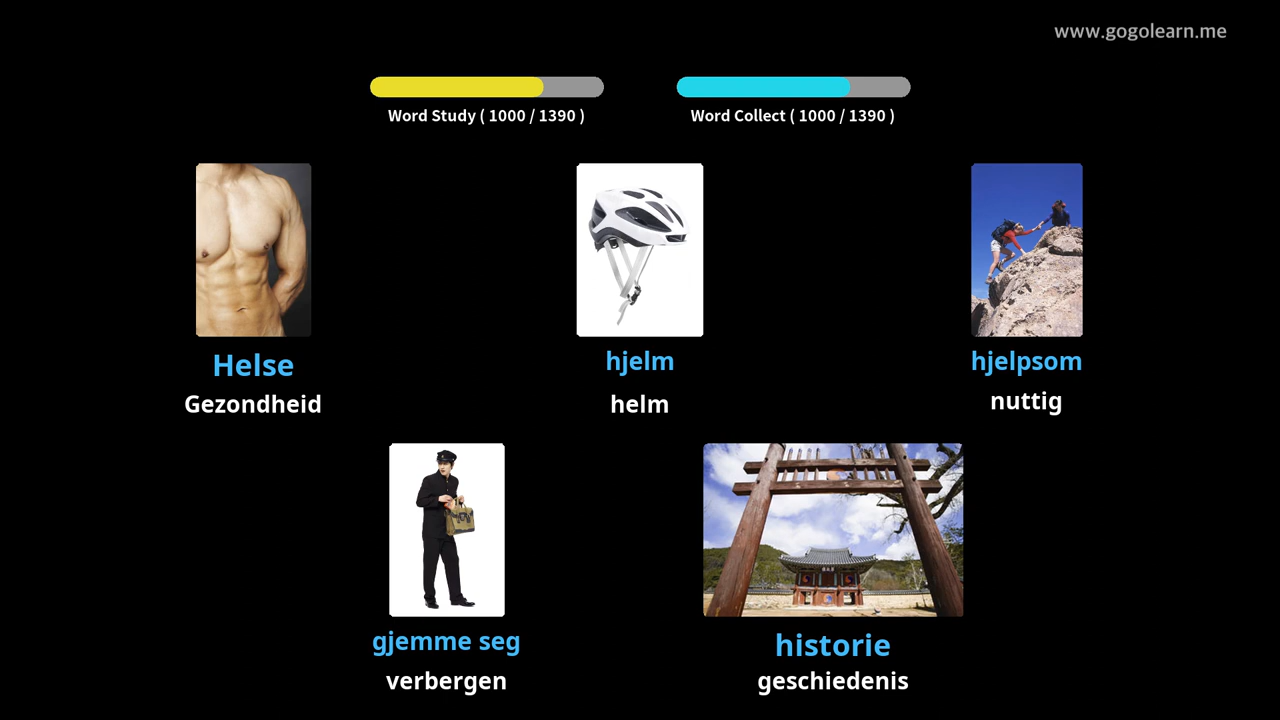 www.gogolearn.me
Word Study ( 1000 / 1390 )
Word Collect ( 1000 / 1390 )
Helse
Gezondheid
hjelm
helm
hjelpsom
nuttig
gjemme seg
verbergen
historie
geschiedenis